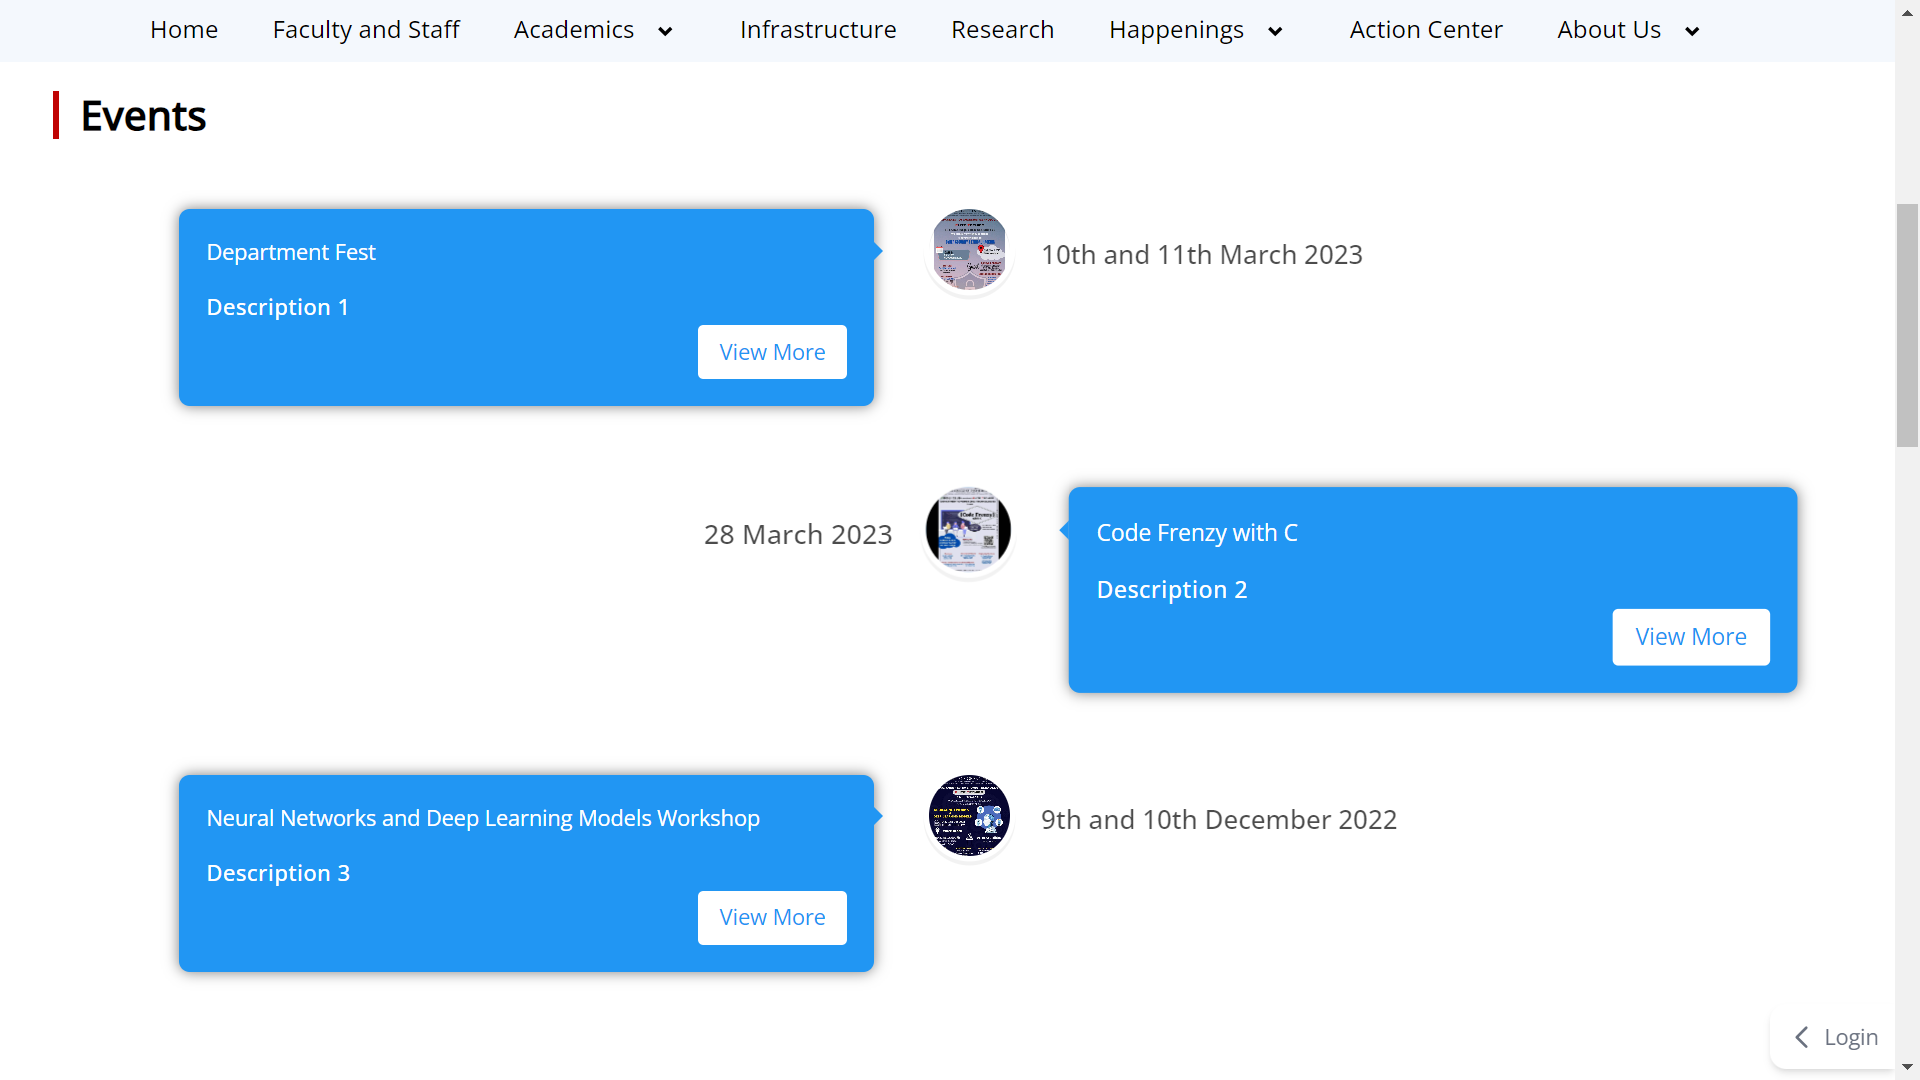 Home Faculty and Staff Academics Infrastructure Research Happenings Action Center About Us
Events
Department Fest
Description 1
View More
10th and 11th March 2023
28 March 2023
Code Frenzy with C
Description 2
View More
Neural Networks and Deep Learning Models Workshop
Description 3
View More
9th and 10th December 2022
Login